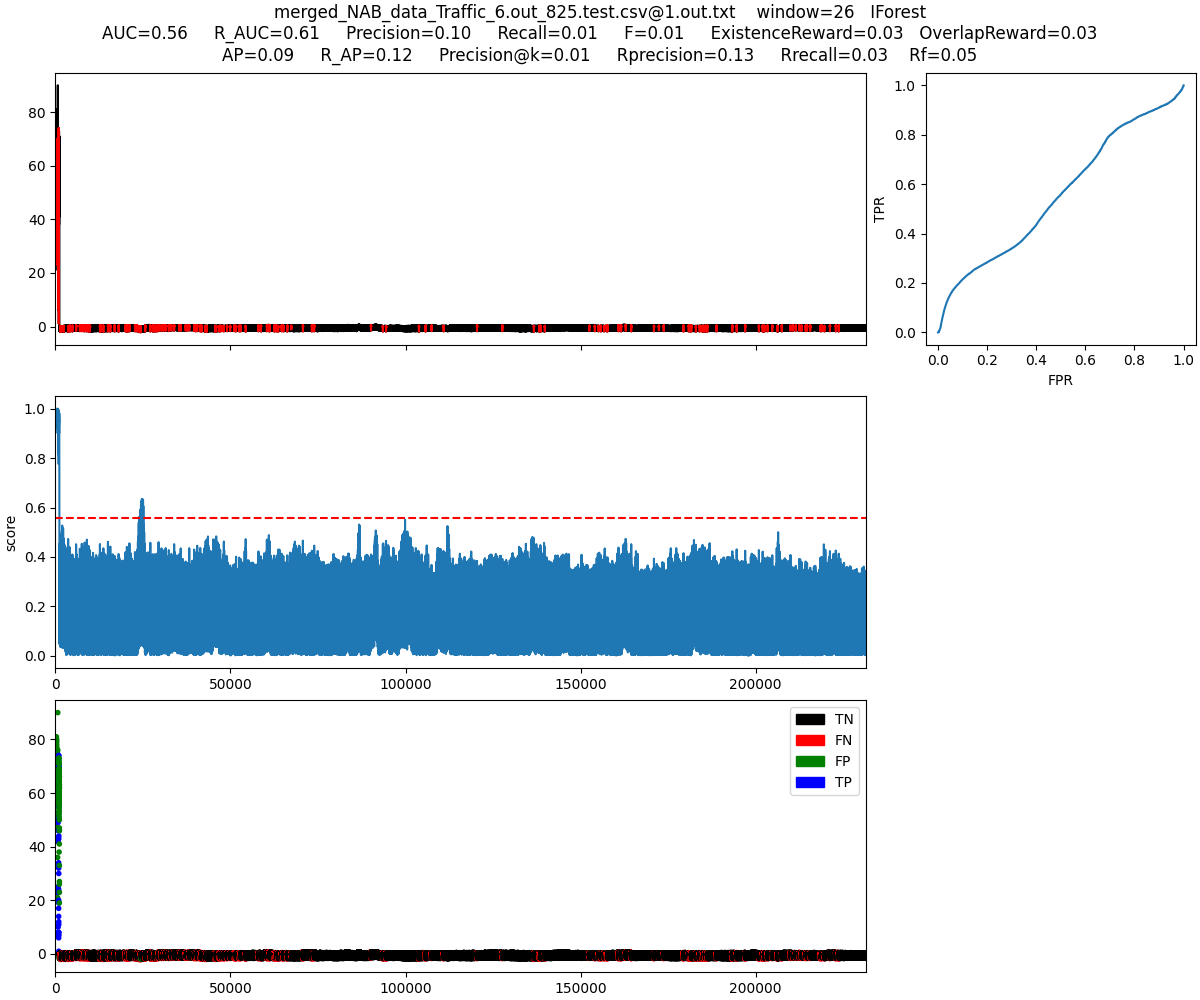 merged_NAB_data_Traffic_6.out_825.test.csv@1.out.txt    window=26   IForest
AUC=0.56     R_AUC=0.61     Precision=0.10     Recall=0.01     F=0.01     ExistenceReward=0.03   OverlapReward=0.03
AP=0.09     R_AP=0.12     Precision@k=0.01     Rprecision=0.13     Rrecall=0.03     Rf=0.05
80
60
40
20
0
1.0
0.8
0.6
0.4
0.2
0.0
TPR
0.0 0.2 0.4 0.6 0.8 1.0
FPR
1.0
0.8
0.6
0.4
0.2
0.0
score
0 50000 100000 150000 200000
80
60
40
20
0
TN
FN
FP
TP
0 50000 100000 150000 200000